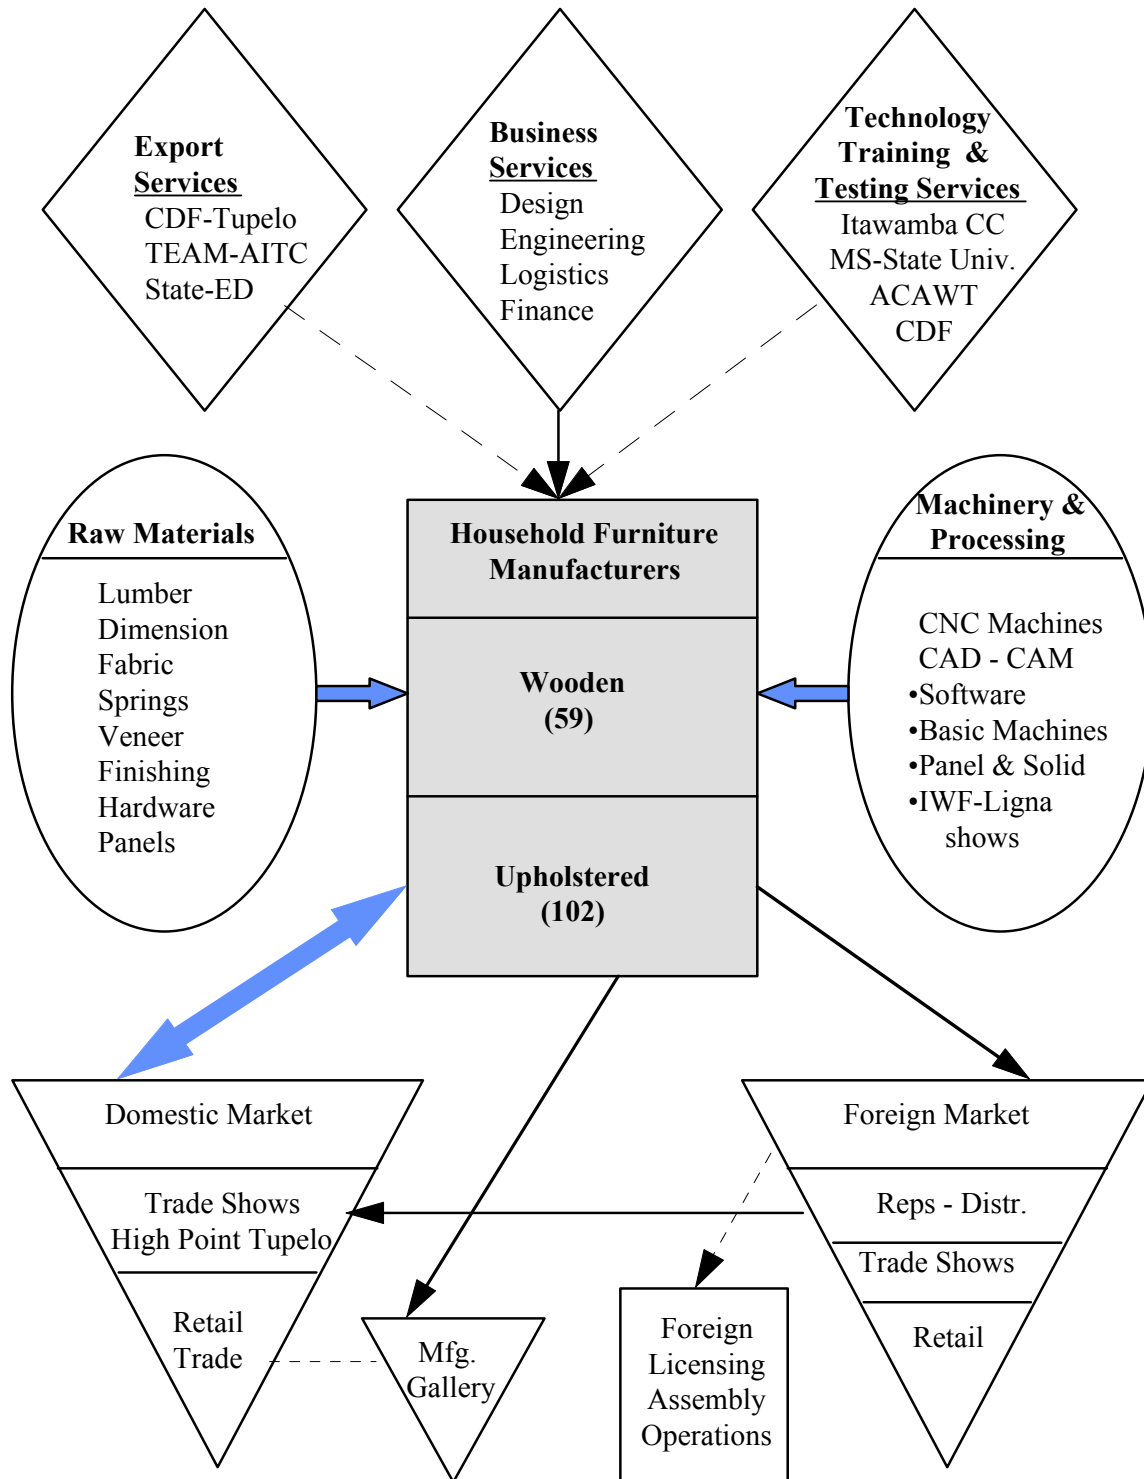 Export
Services
CDF-Tupelo
TEAM-AITC
State-ED
Business
Services
Design
Engineering
Logistics
Finance
Technology
Training &
Testing Services
Itawamba CC
MS-State Univ.
ACAWT
CDF
Raw Materials
Lumber
Dimension
Fabric
Springs
Veneer
Finishing
Hardware
Panels
Household Furniture
Manufacturers
Wooden
(59)
Upholstered
(102)
Machinery &
Processing
CNC Machines
CAD - CAM
•Software
•Basic Machines
•Panel & Solid
•IWF-Ligna
shows
Domestic Market
Trade Shows
High Point Tupelo
Retail
Trade
Mfg.
Gallery
Foreign
Licensing
Assembly
Operations
Foreign Market
Reps - Distr.
Trade Shows
Retail